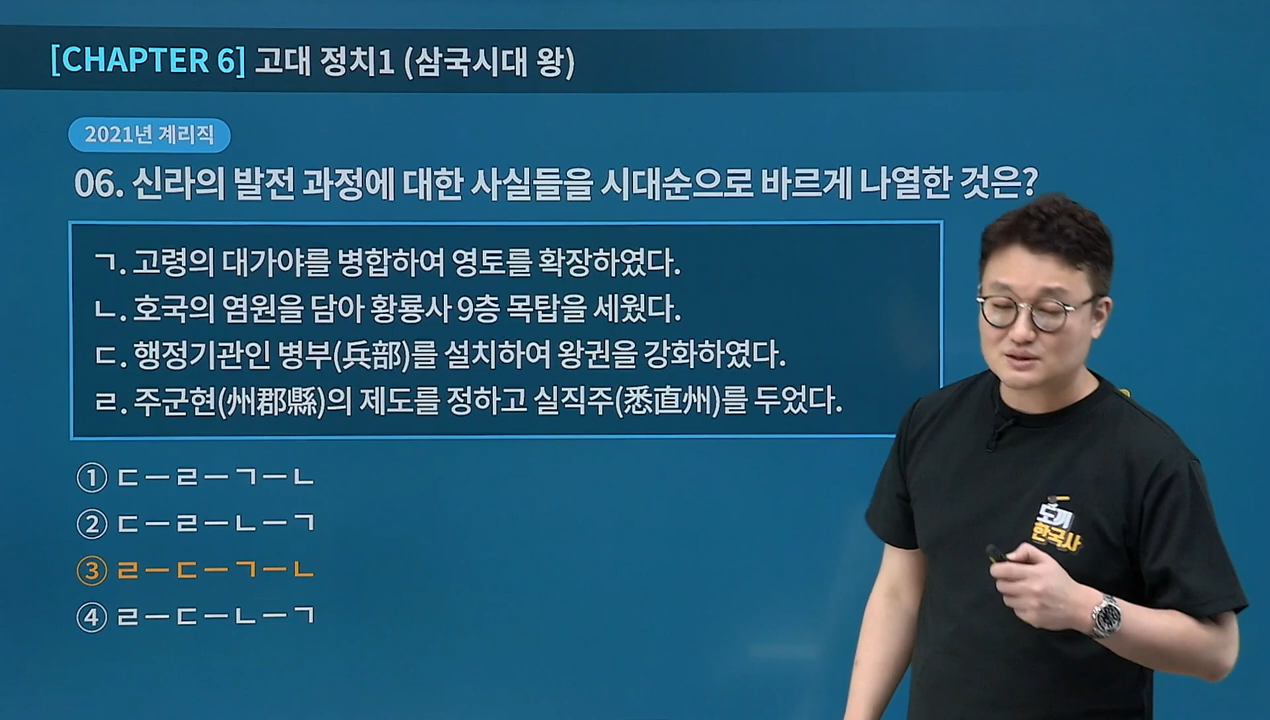 [CHAPTER 6] 고대 정치1 (삼국시대 왕)
2021년 계리직
06. 신라의 발전 과정에 대한 사실들을 시대순으로 바르게 나열한 것은?
ㄱ. 고령의 대가야를 병합하여 영토를 확장하였다.
ㄴ. 호국의 염원을 담아 황룡사 9층 목탑을 세웠다.
ㄷ. 행정기관인 병부(兵部)를 설치하여 왕권을 강화하였다.
ㄹ. 주군현(州郡縣)의 제도를 정하고 실직주(悉直州)를 두었다.
① ㄷ－ㄹ－ㄱ－ㄴ
② ㄷ－ㄹ－ㄴ－ㄱ
③ ㄹ－ㄷ－ㄱ－ㄴ
④ ㄹ－ㄷ－ㄴ－ㄱ
한국사